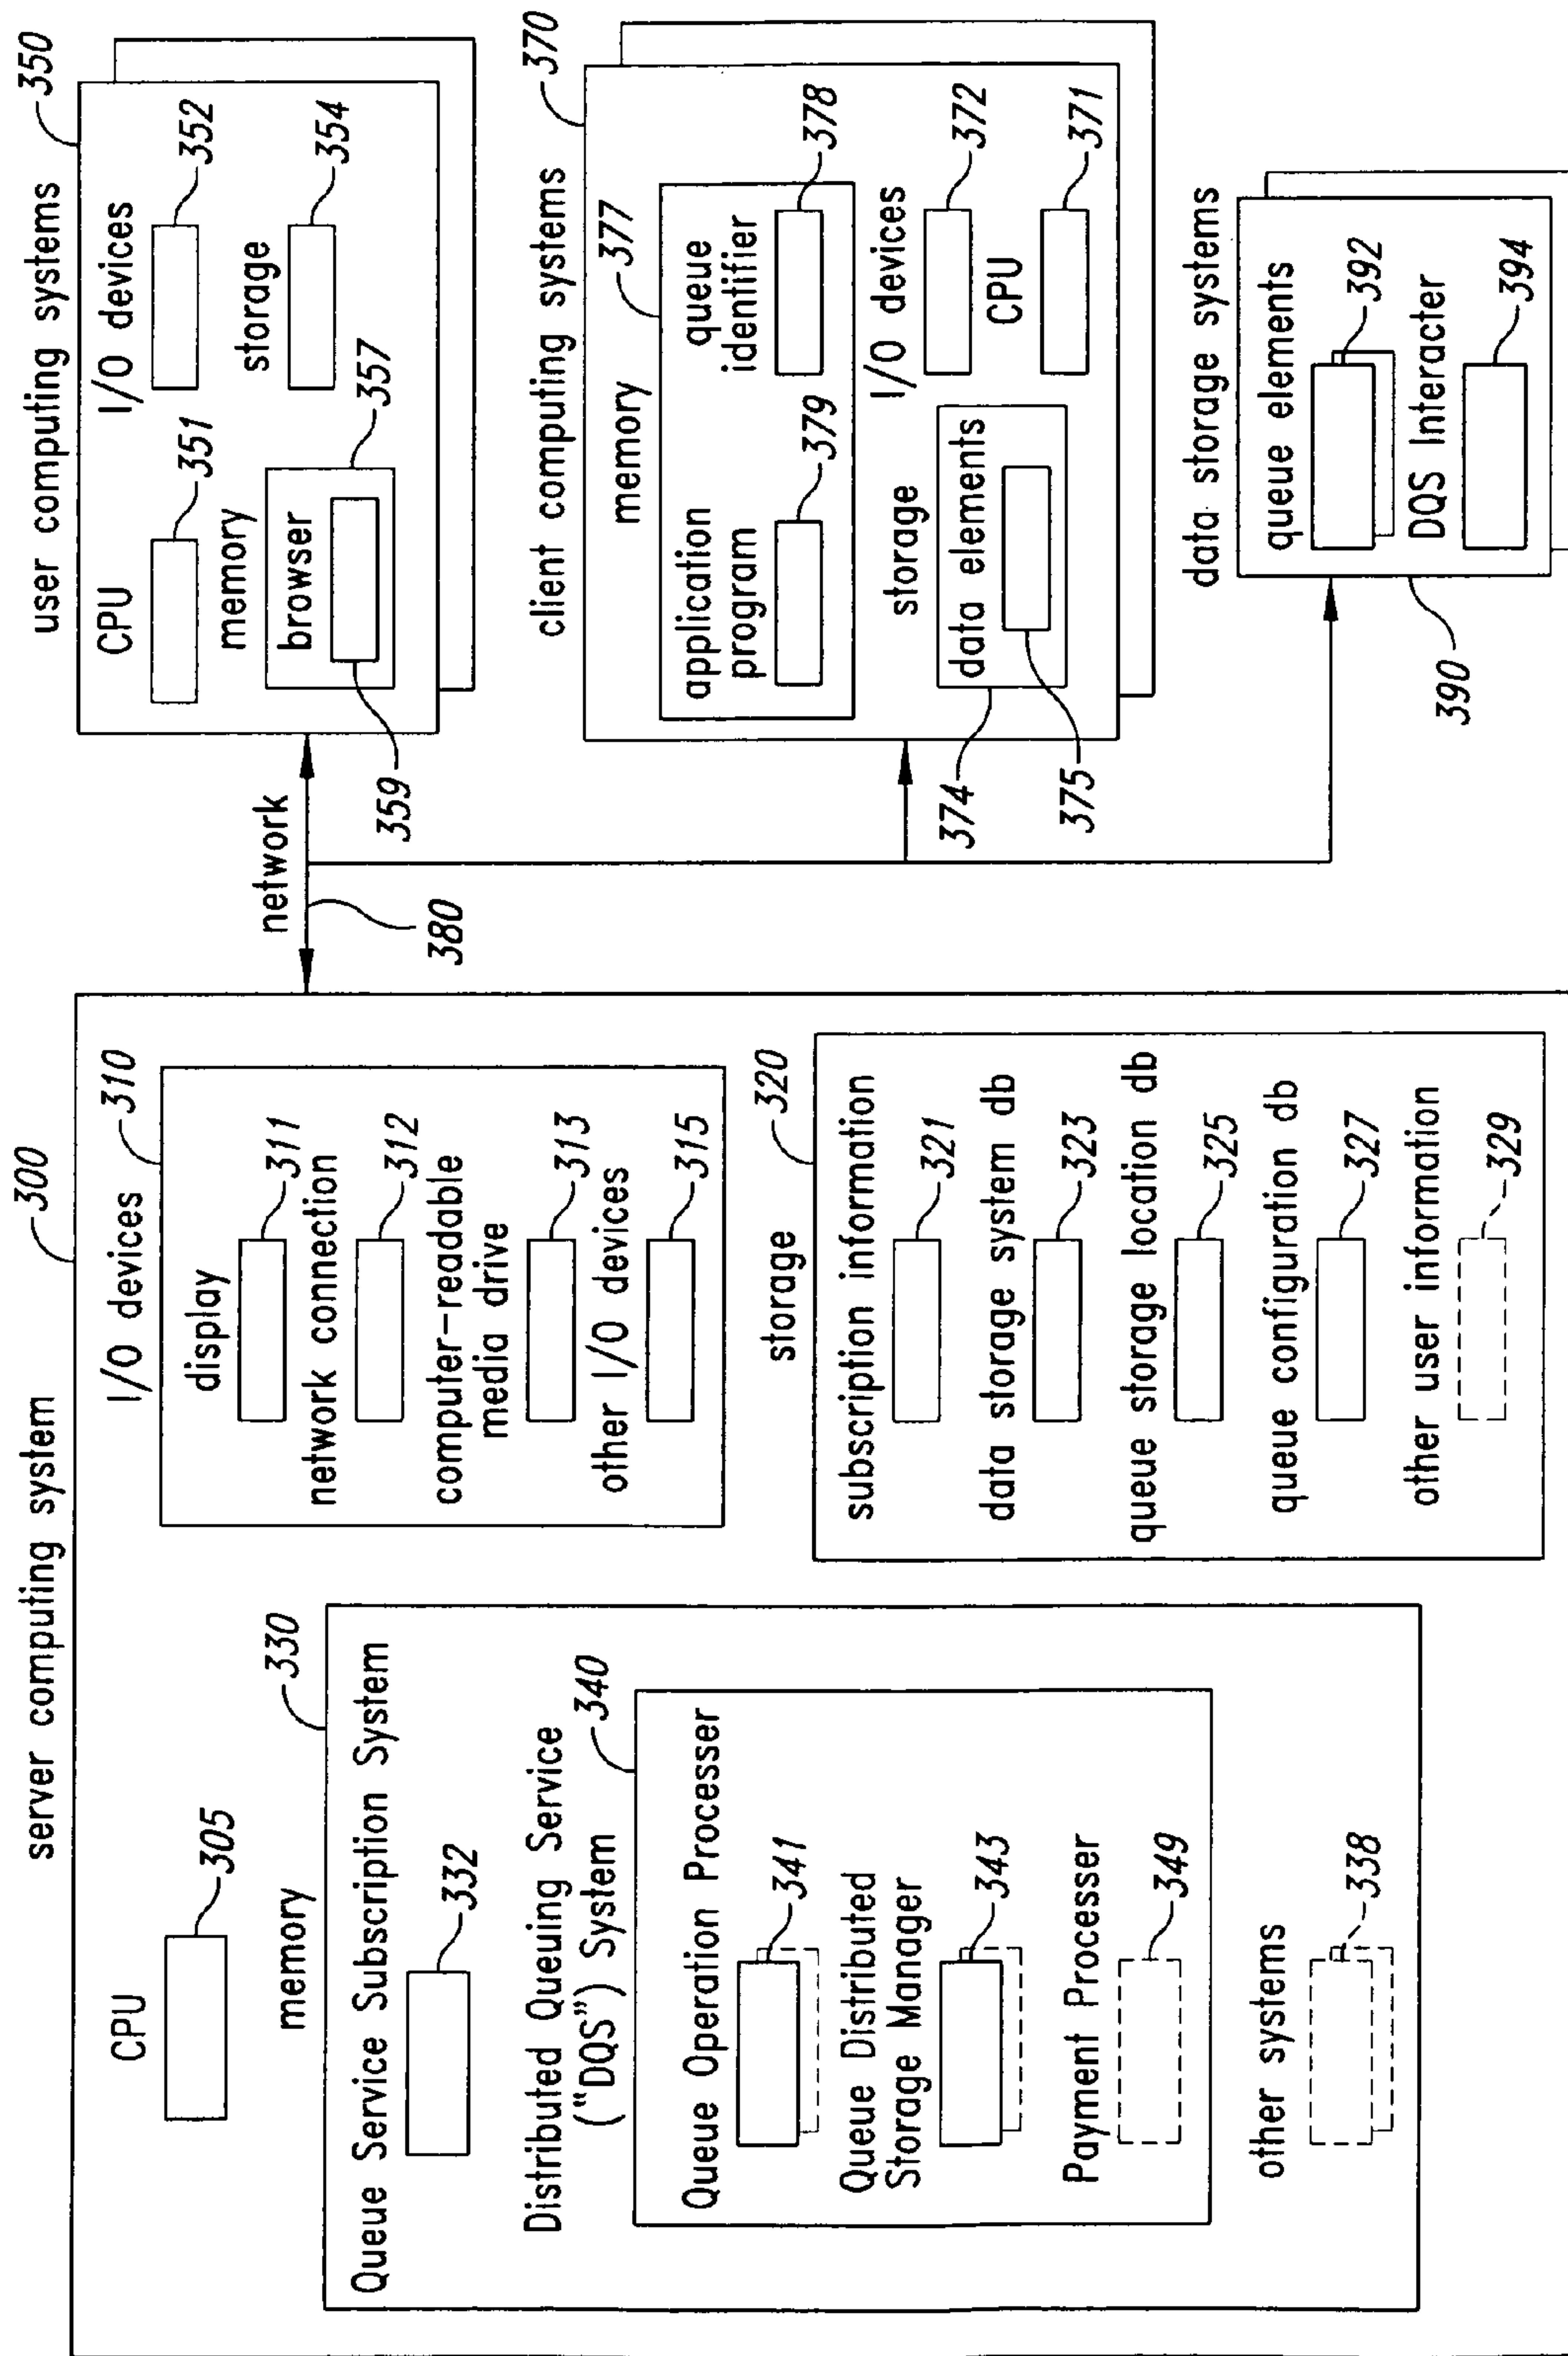 server computing system
300
CPU
305
memory
330
Queue Service Subscription System
332
Distributed Queuing Service
("DQS") System
340
Queue Operation Processer
341
Queue Distributed
Storage Manager
343
Payment Processer
349
other systems
338
I/O devices
310
display
311
network connection
312
computer-readable
media drive
313
other I/O devices
315
storage
320
subscription information
321
data storage system db
323
queue storage location db
325
queue configuration db
327
other user information
329
network
380
user computing systems
350
CPU
351
I/O devices
352
memory
357
browser
359
storage
354
client computing systems
370
memory
377
application
program
379
queue
identifier
378
storage
374
data elements
375
I/O devices
372
CPU
371
data storage systems
390
queue elements
392
DQS Interacter
394